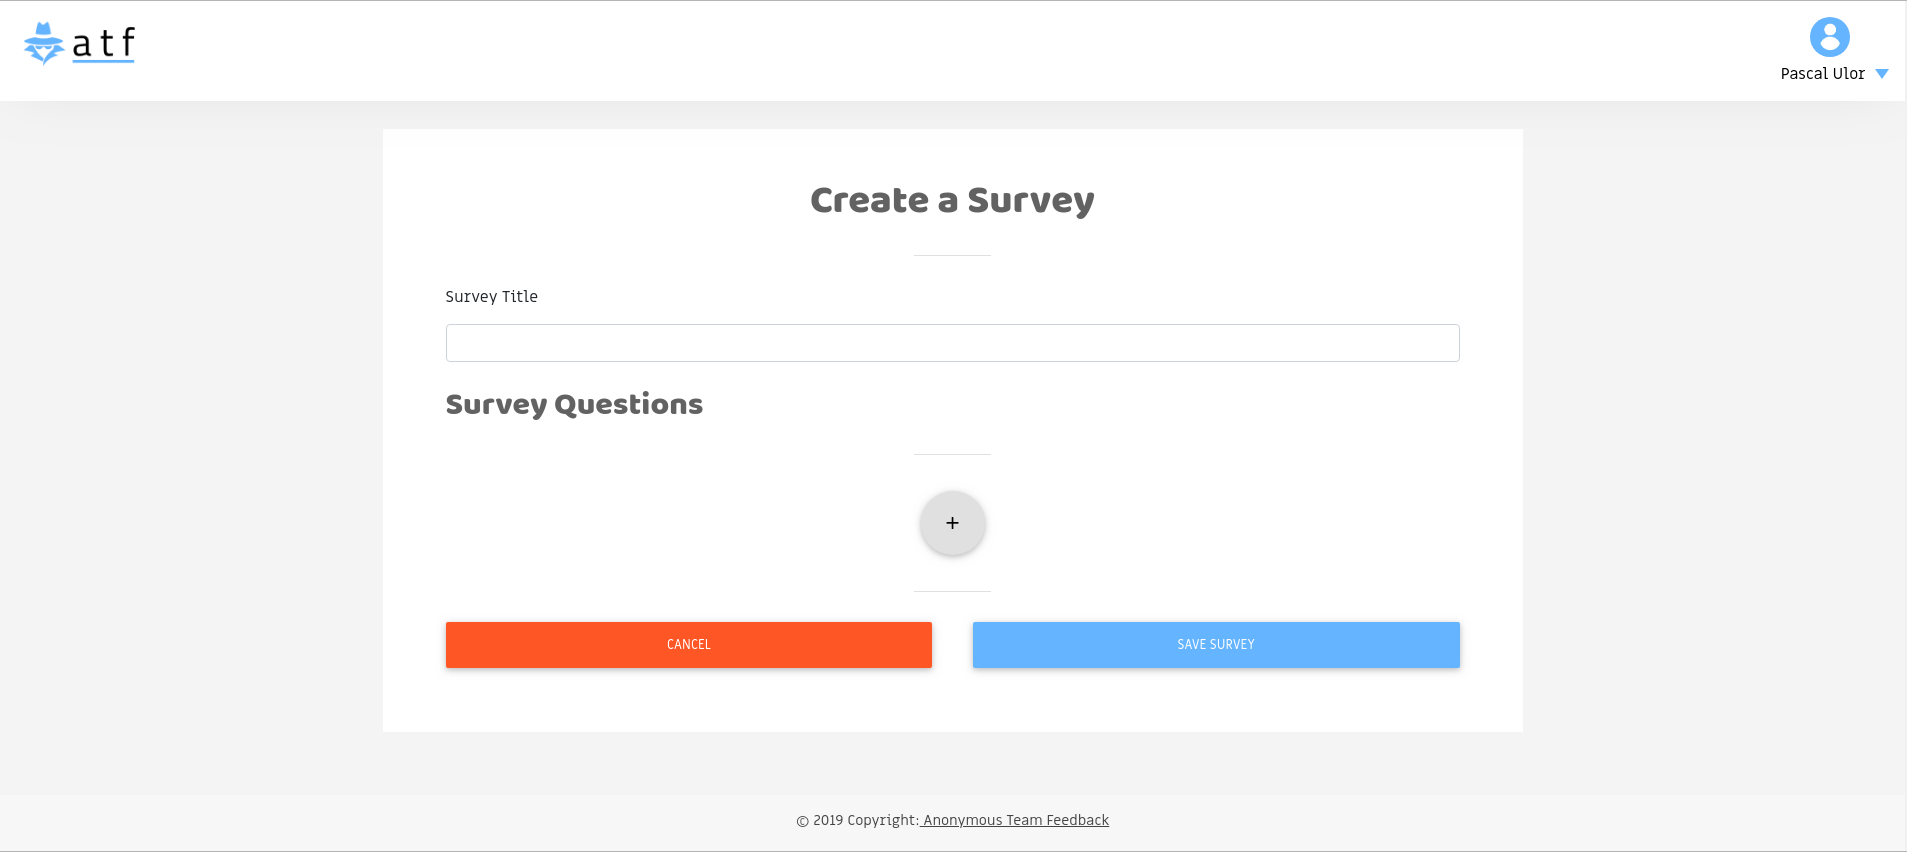 atf
Pascal Ulor
Create a Survey
Survey Title
Survey Questions
+
CANCEL
SAVE SURVEY
© 2019 Copyright: Anonymous Team Feedback